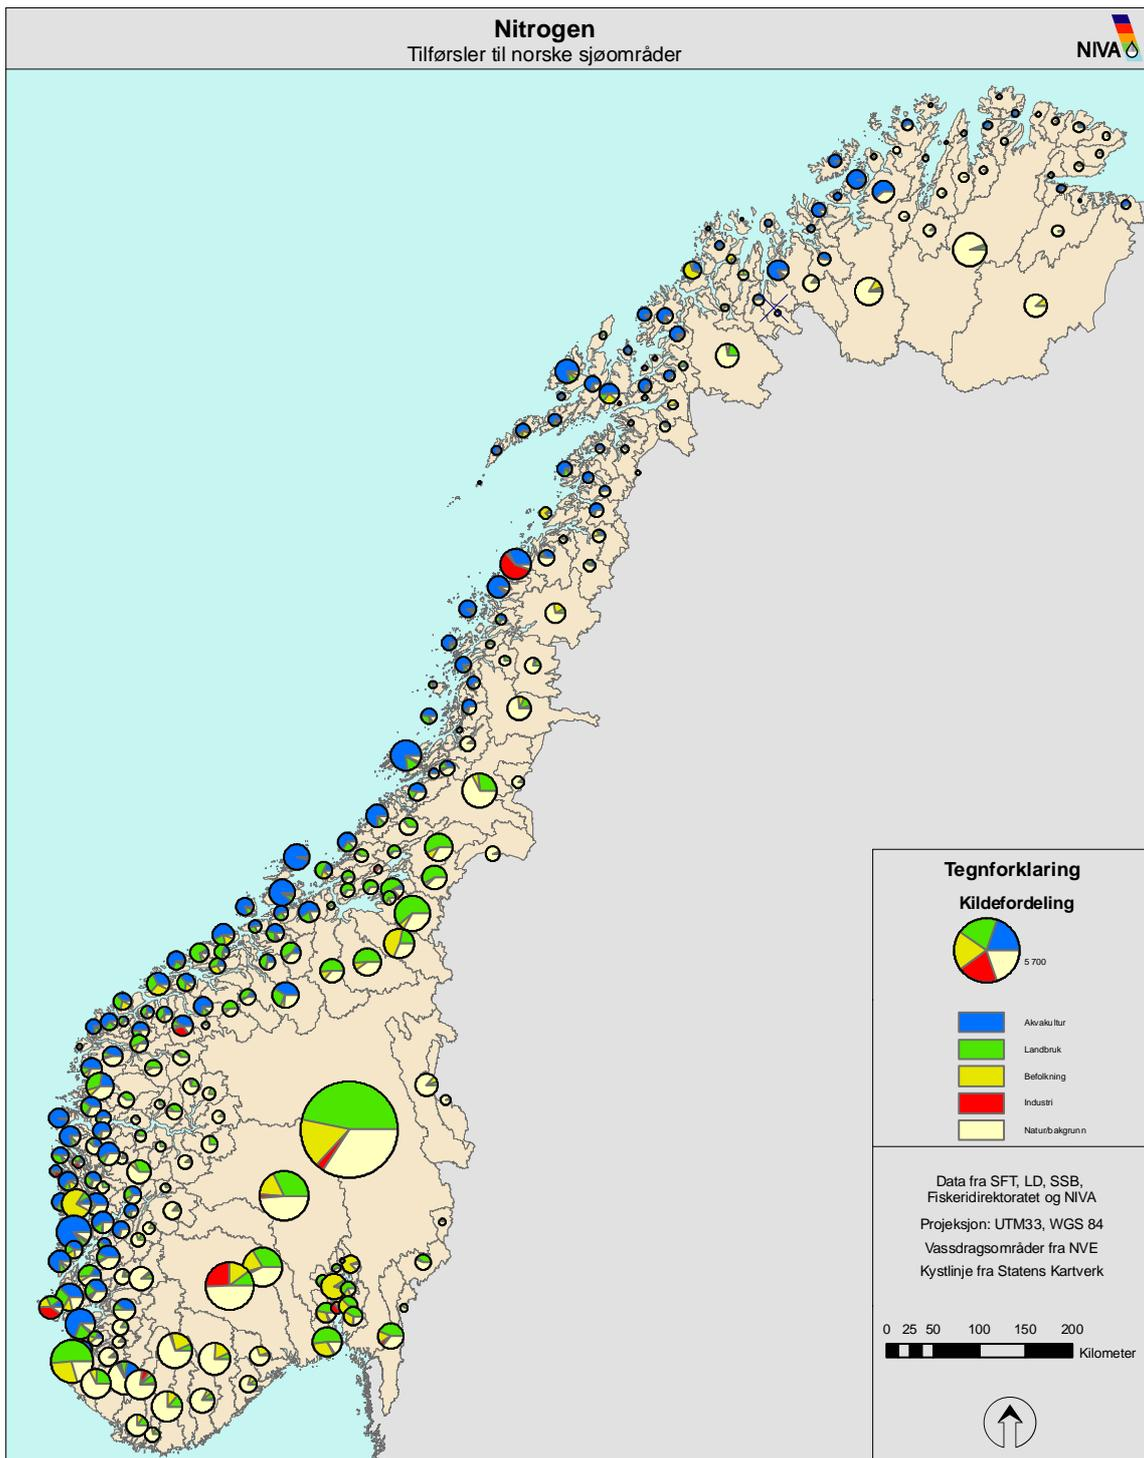 Nitrogen
Tilførsler til norske sjøområder
NIVA
Tegnforklaring
Kildefordeling
5 700
Akvakultur
Landbruk
Befolkning
Industri
Natur/bakgrunn
Data fra SFT, LD, SSB,
Fiskeridirektoratet og NIVA
Projeksjon: UTM33, WGS 84
Vassdragsområder fra NVE
Kystlinje fra Statens Kartverk
0 25 50 100 150 200
Kilometer